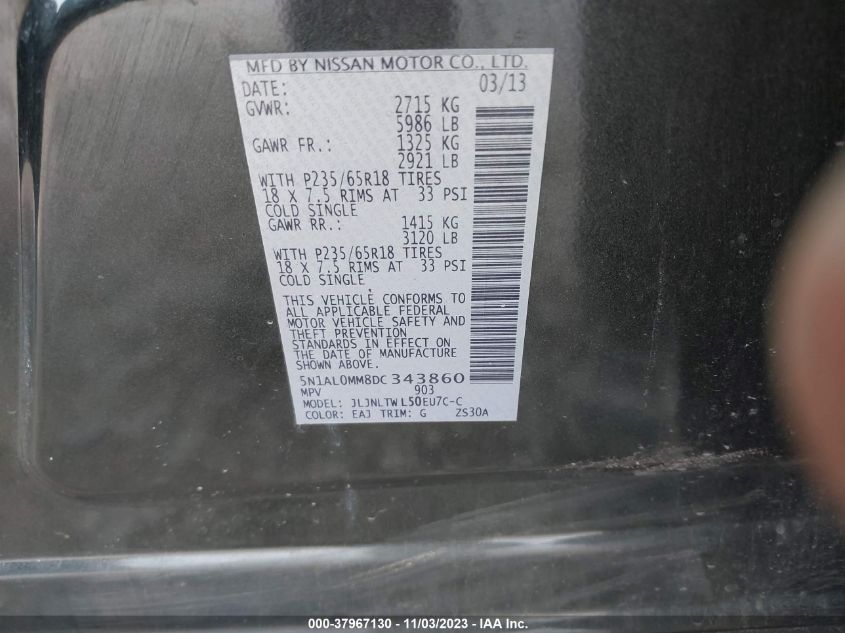 MFD BY NISSAN MOTOR CO., LTD.
DATE: 03/13
GVWR: 2715 KG
5986 LB
GAWR FR.: 1325 KG
2921 LB
WITH P235/65R18 TIRES
18 X 7.5 RIMS AT 33 PSI
COLD SINGLE
GAWR RR.: 1415 KG
3120 LB
WITH P235/65R18 TIRES
18 X 7.5 RIMS AT 33 PSI
COLD SINGLE
THIS VEHICLE CONFORMS TO
ALL APPLICABLE FEDERAL
MOTOR VEHICLE SAFETY AND
THEFT PREVENTION
STANDARDS IN EFFECT ON
THE DATE OF MANUFACTURE
SHOWN ABOVE.
5N1AL0MM8DC 343860
MPV 903
MODEL: JLJNLTW L50EU7C-C
COLOR: EAJ TRIM: G ZS30A
000-37967130 - 11/03/2023 - IAA Inc.